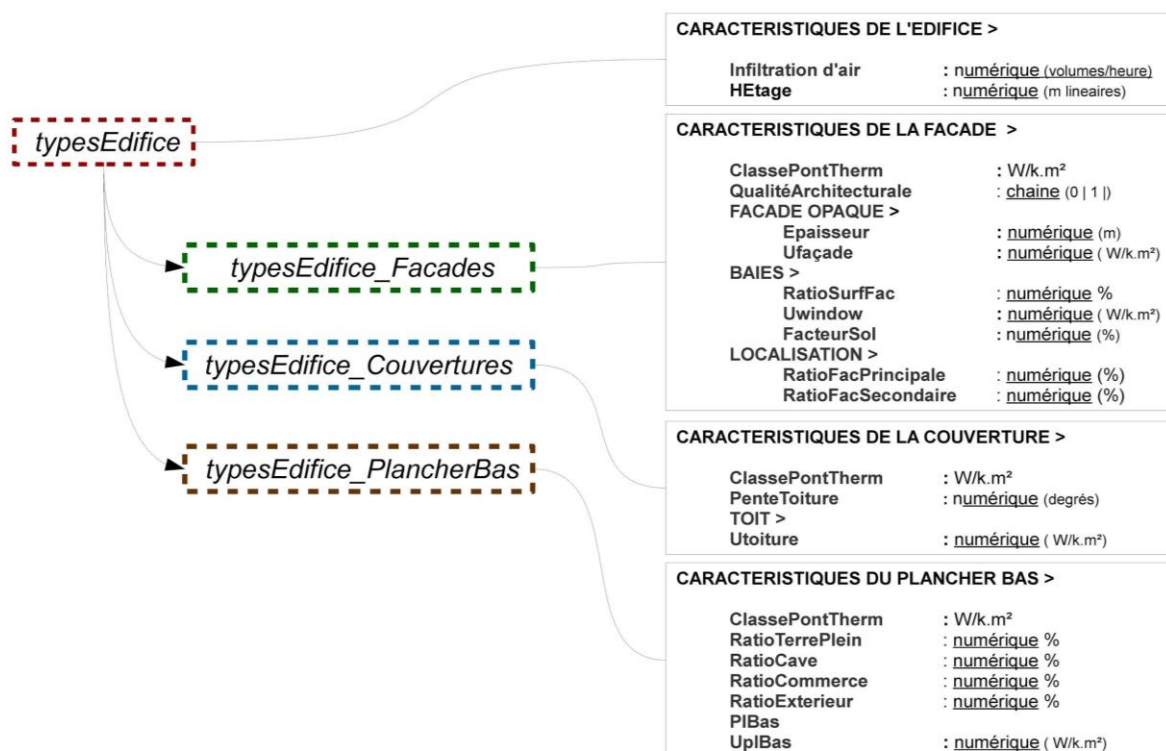 CARACTERISTIQUES DE L'EDIFICE >
Infiltration d'air : numérique (volumes/heure)
HEtage : numérique (m lineaires)
typesEdifice
CARACTERISTIQUES DE LA FACADE >
ClassePontTherm : W/k.m²
QualitéArchitecturale : chaine (0 | 1 |)
FACADE OPAQUE >
Epaisseur : numérique (m)
Ufaçade : numérique ( W/k.m²)
BAIES >
RatioSurfFac : numérique %
Uwindow : numérique ( W/k.m²)
FacteurSol : numérique (%)
LOCALISATION >
RatioFacPrincipale : numérique (%)
RatioFacSecondaire : numérique (%)
typesEdifice_Facades
typesEdifice_Couvertures
typesEdifice_PlancherBas
CARACTERISTIQUES DE LA COUVERTURE >
ClassePontTherm : W/k.m²
PenteToiture : numérique (degrés)
TOIT >
Utoiture : numérique ( W/k.m²)
CARACTERISTIQUES DU PLANCHER BAS >
ClassePontTherm : W/k.m²
RatioTerrePlein : numérique %
RatioCave : numérique %
RatioCommerce : numérique %
RatioExterieur : numérique %
PlBas
UplBas : numérique ( W/k.m²)